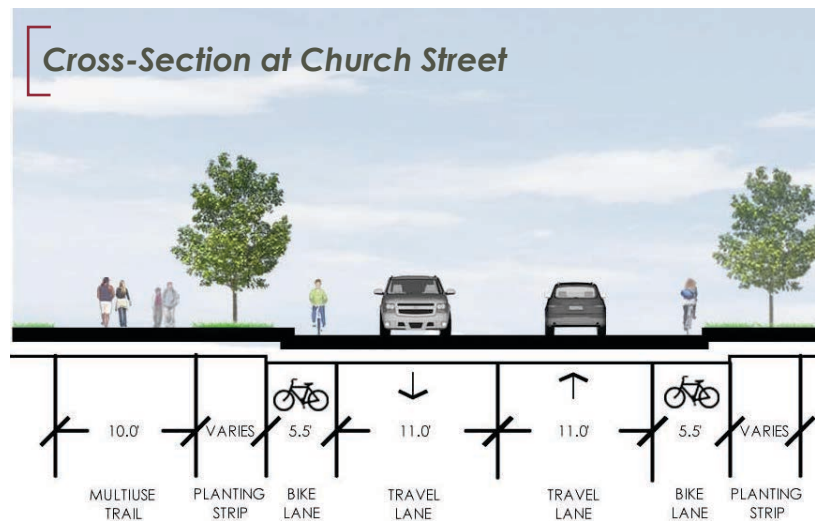 Cross-Section at Church Street
10.0'
VARIES
5.5'
11.0'
11.0'
5.5'
VARIES
MULTIUSE
TRAIL
PLANTING
STRIP
BIKE
LANE
TRAVEL
LANE
TRAVEL
LANE
BIKE
LANE
PLANTING
STRIP